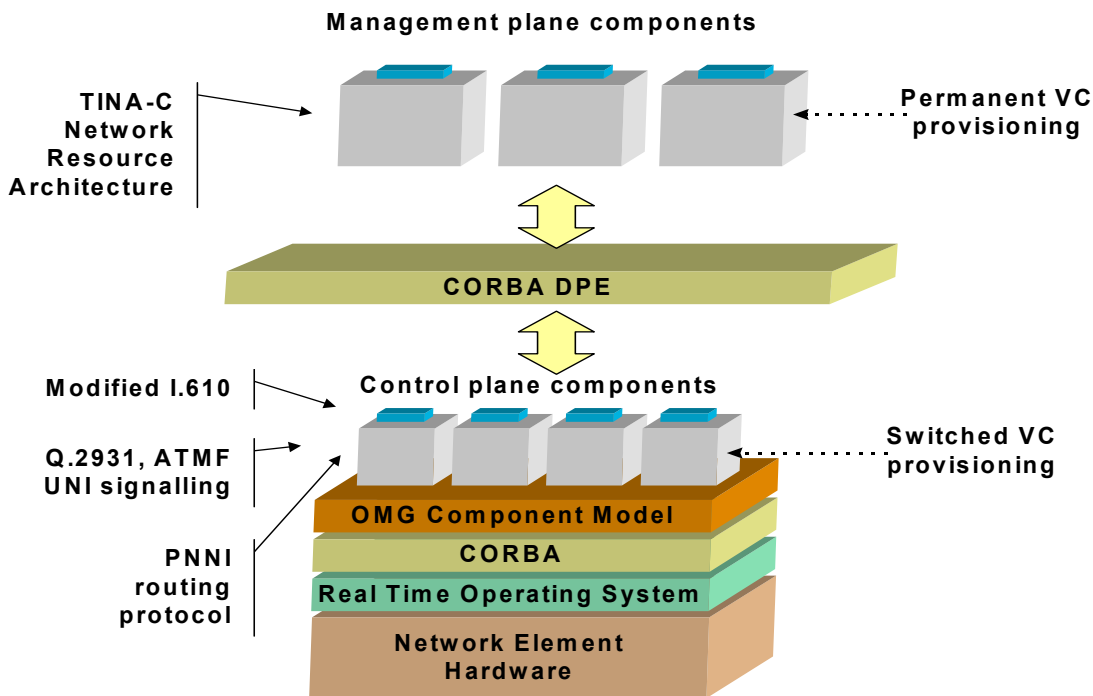 Management plane components
TINA-C
Network
Resource
Architecture
Permanent VC
provisioning
CORBA DPE
Modified I.610
Control plane components
Q.2931, ATMF
UNI signalling
Switched VC
provisioning
PNNI
routing
protocol
OMG Component Model
CORBA
Real Time Operating System
Network Element
Hardware